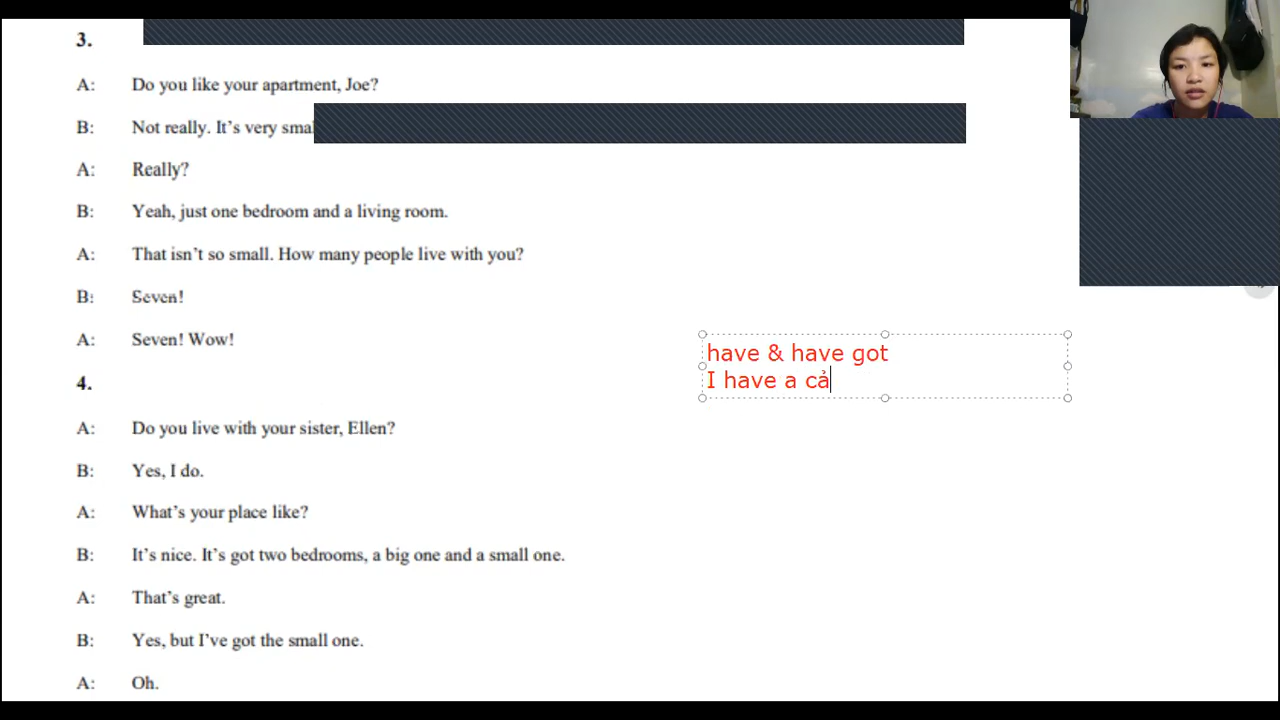 3.
A: Do you like your apartment, Joe?
B: Not really. It's very smal
A: Really?
B: Yeah, just one bedroom and a living room.
A: That isn't so small. How many people live with you?
B: Seven!
A: Seven! Wow!
have & have got
I have a cả
4.
A: Do you live with your sister, Ellen?
B: Yes, I do.
A: What's your place like?
B: It's nice. It's got two bedrooms, a big one and a small one.
A: That's great.
B: Yes, but I've got the small one.
A: Oh.